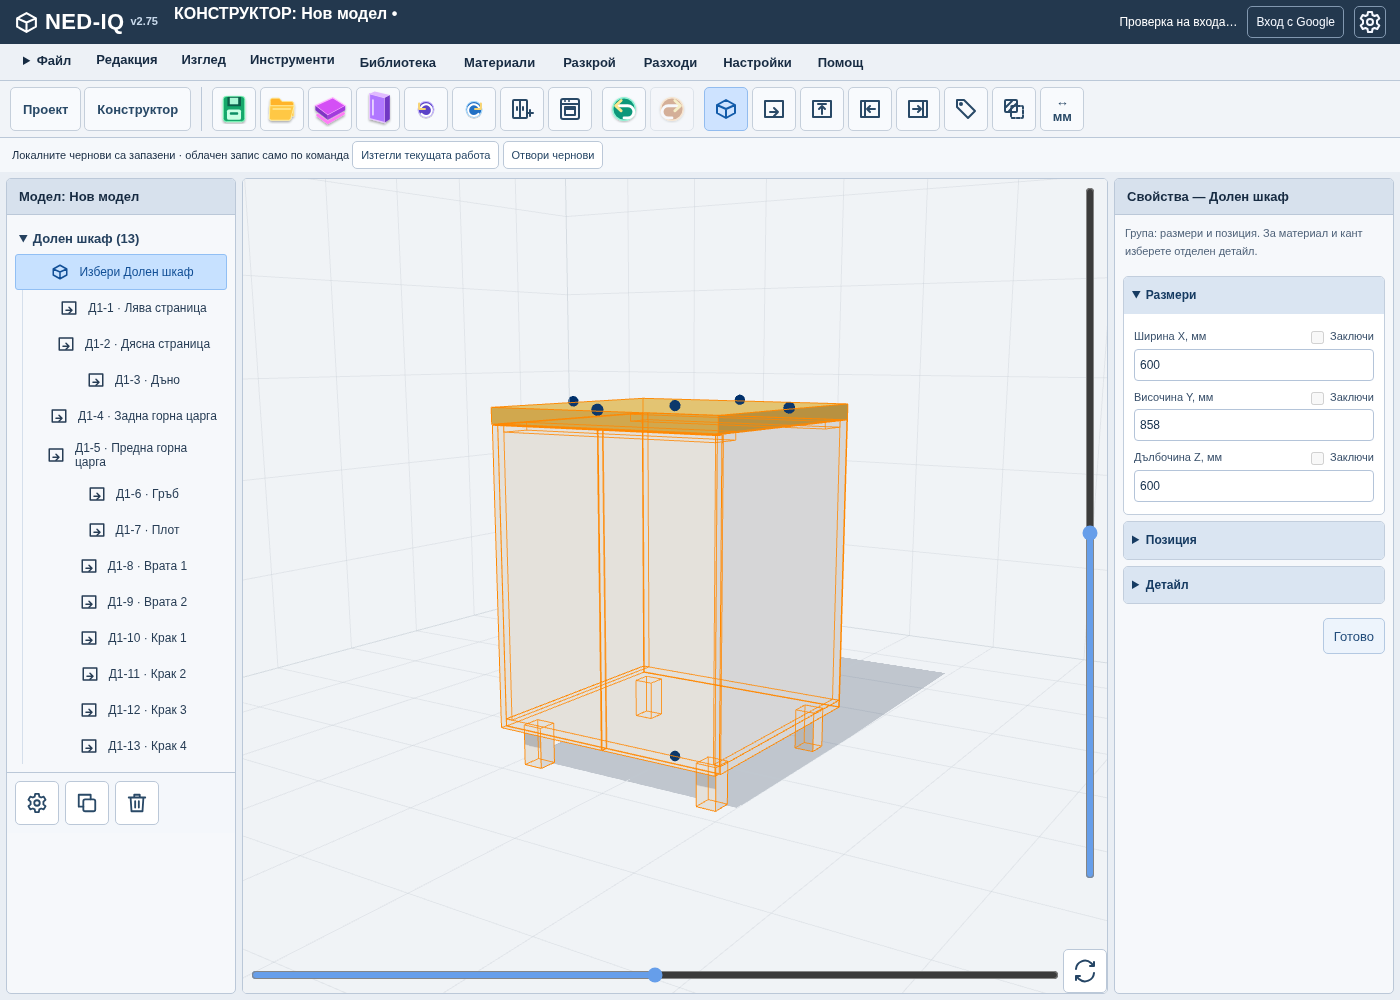 NED-IQ v2.75
КОНСТРУКТОР: Нов модел •
Проверка на входа…
Вход с Google
Файл Редакция Изглед Инструменти Библиотека Материали Разкрой Разходи Настройки Помощ
Проект
Конструктор
↔
мм
Локалните чернови са запазени · облачен запис само по команда
Изтегли текущата работа
Отвори чернови
Модел: Нов модел
Долен шкаф (13)
Избери Долен шкаф
Д1-1 · Лява страница
Д1-2 · Дясна страница
Д1-3 · Дъно
Д1-4 · Задна горна царга
Д1-5 · Предна горна
царга
Д1-6 · Гръб
Д1-7 · Плот
Д1-8 · Врата 1
Д1-9 · Врата 2
Д1-10 · Крак 1
Д1-11 · Крак 2
Д1-12 · Крак 3
Д1-13 · Крак 4
Свойства — Долен шкаф
Група: размери и позиция. За материал и кант
изберете отделен детайл.
Размери
Ширина X, мм
Заключи
600
Височина Y, мм
Заключи
858
Дълбочина Z, мм
Заключи
600
Позиция
Детайл
Готово